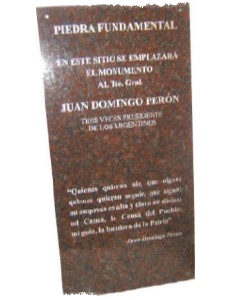 PIEDRA FUNDAMENTAL
EN ESTE SITIO SE EMPLAZARÁ
EL MONUMENTO
AL Tte. Gral.
JUAN DOMINGO PERÓN
TRES VECES PRESIDENTE
DE LOS ARGENTINOS
"Quienes quieran oir, que oigan;
quienes quieran seguir, que sigan;
mi empresa es alta y clara mi divisa;
mi Causa, la Causa del Pueblo;
mi guía, la bandera de la Patria"
Juan Domingo Perón